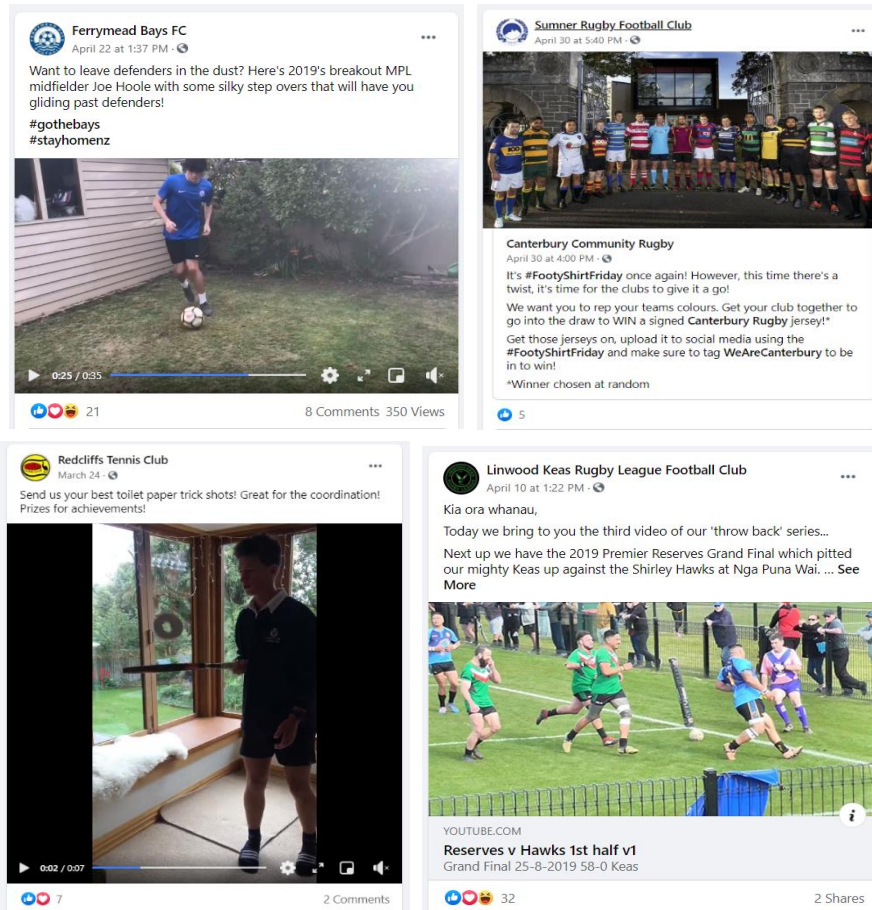 Ferrymead Bays FC
April 22 at 1:37 PM ·
Want to leave defenders in the dust? Here's 2019's breakout MPL
midfielder Joe Hoole with some silky step overs that will have you
gliding past defenders!
#gothebays
#stayhomenz
0:25 / 0:35
21
8 Comments 350 Views
Sumner Rugby Football Club
April 30 at 5:40 PM ·
Canterbury Community Rugby
April 30 at 4:00 PM ·
It's #FootyShirtFriday once again! However, this time there's a
twist, it's time for the clubs to give it a go!
We want you to rep your teams colours. Get your club together to
go into the draw to WIN a signed Canterbury Rugby jersey!*
Get those jerseys on, upload it to social media using the
#FootyShirtFriday and make sure to tag WeAreCanterbury to be
in to win!
*Winner chosen at random
5
Redcliffs Tennis Club
March 24 ·
Send us your best toilet paper trick shots! Great for the coordination!
Prizes for achievements!
0:02 / 0:07
7
2 Comments
Linwood Keas Rugby League Football Club
April 10 at 1:22 PM ·
Kia ora whanau,
Today we bring to you the third video of our 'throw back' series...
Next up we have the 2019 Premier Reserves Grand Final which pitted
our mighty Keas up against the Shirley Hawks at Nga Puna Wai. ... See
More
YOUTUBE.COM
Reserves v Hawks 1st half v1
Grand Final 25-8-2019 58-0 Keas
32
2 Shares